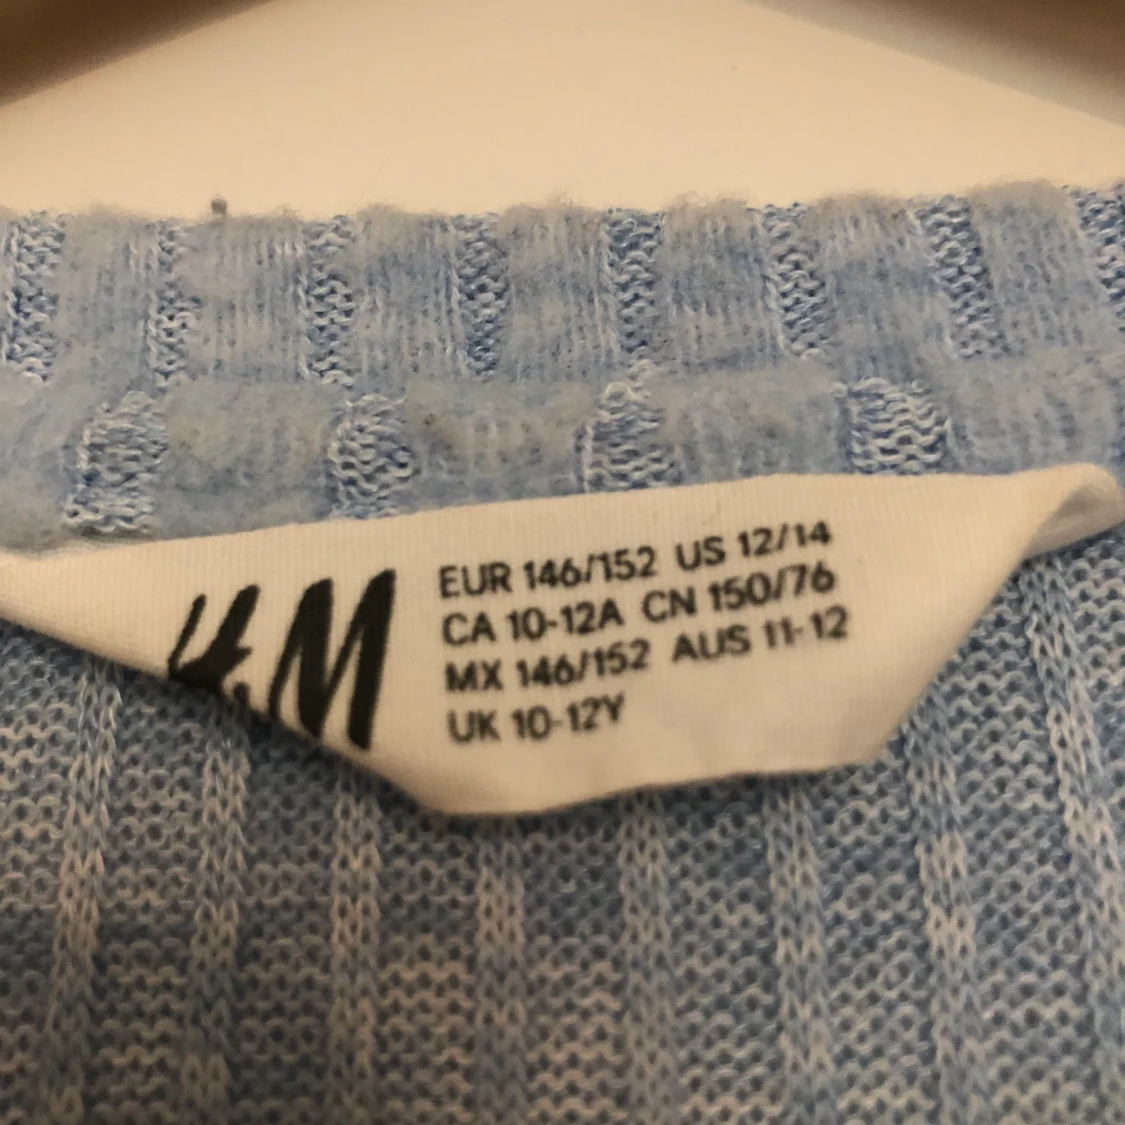 H&M
EUR 146/152 US 12/14
CA 10-12A CN 150/76
MX 146/152 AUS 11-12
UK 10-12Y